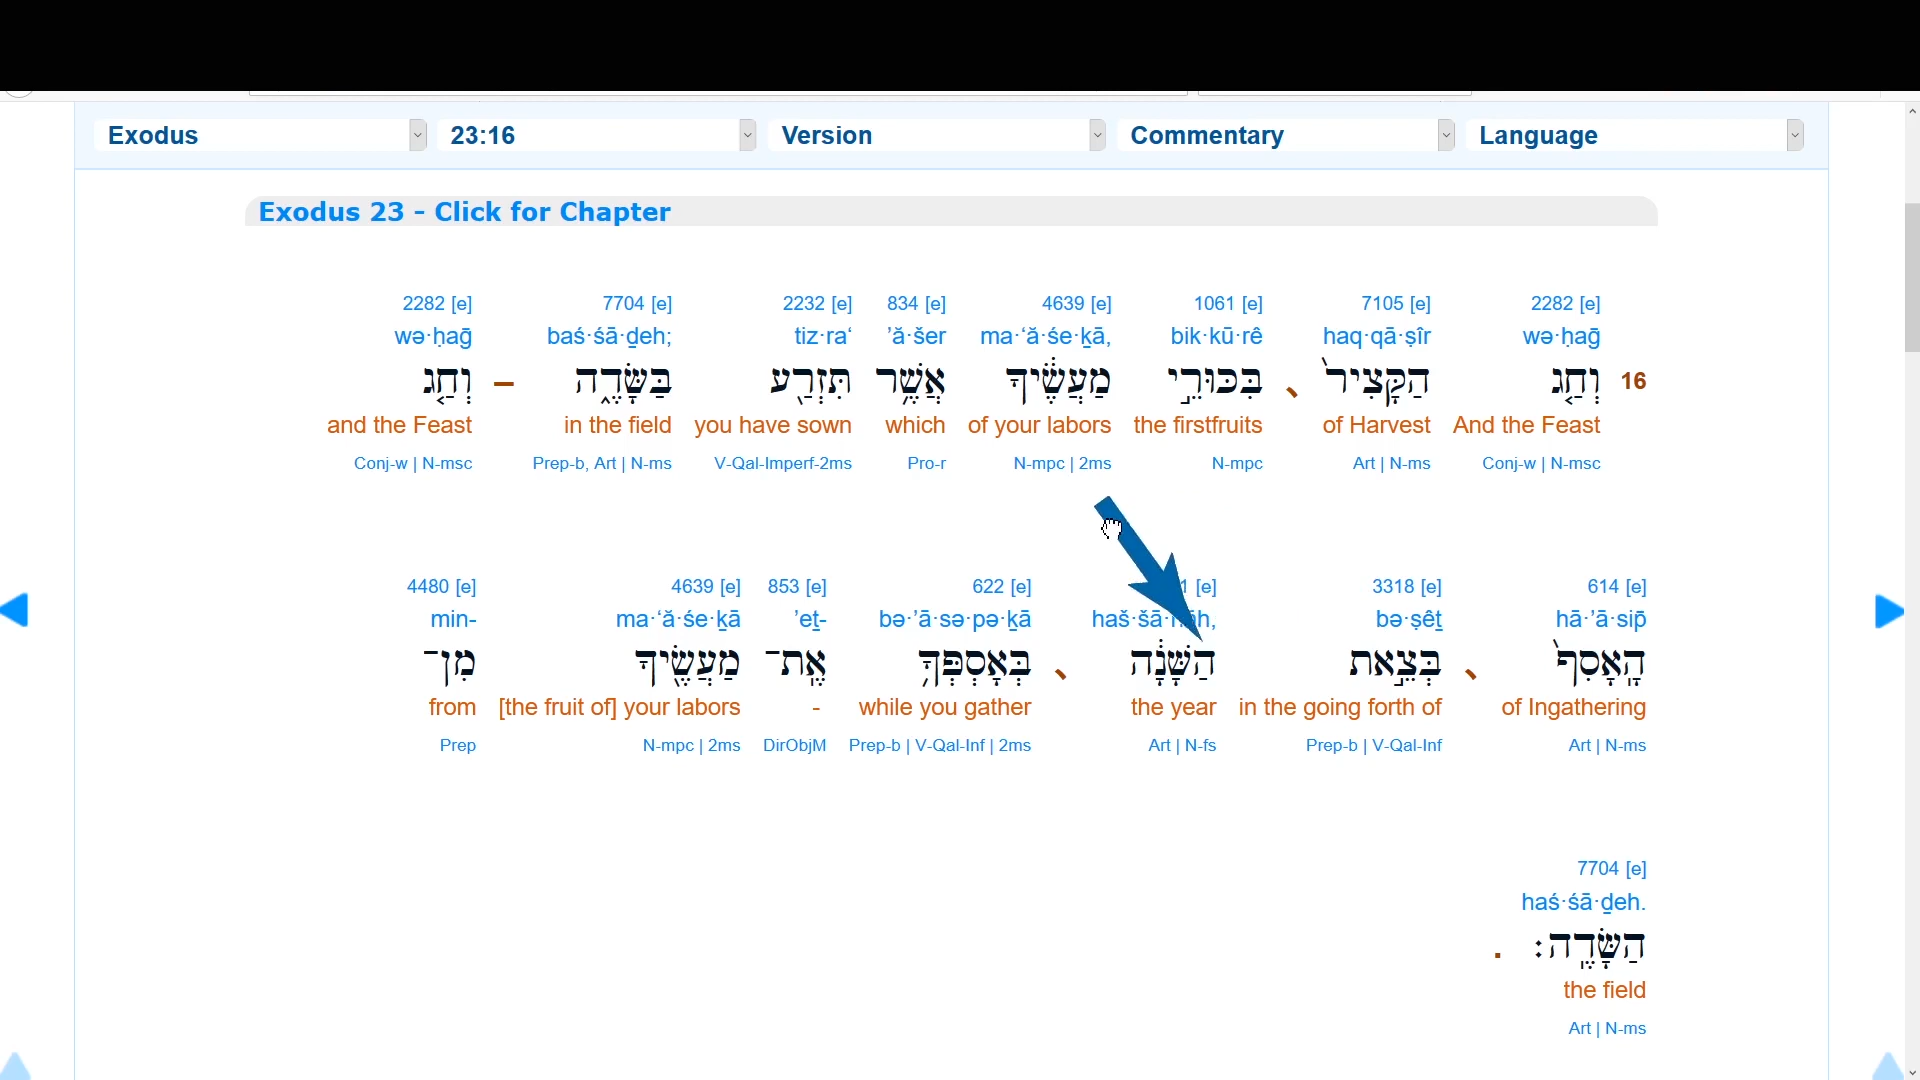 Exodus 23:16 Version Commentary Language
Exodus 23 - Click for Chapter
2282 [e] 7704 [e] 2232 [e] 834 [e] 4639 [e] 1061 [e] 7105 [e] 2282 [e]
wə·ḥaḡ baś·śā·ḏeh; tiz·ra‘ ’ă·šer ma·‘ă·śe·ḵā, bik·kū·rê haq·qā·ṣîr wə·ḥaḡ
16 וְחַ֤ג הַקָּצִיר֙ 、 בִּכּוּרֵ֣י מַעֲשֶׂ֔יךָ אֲשֶׁ֥ר תִּזְרַ֖ע בַּשָּׂדֶ֑ה – וְחַ֤ג
and the Feast in the field you have sown which of your labors the firstfruits of Harvest And the Feast
Conj-w | N-msc Prep-b, Art | N-ms V-Qal-Imperf-2ms Pro-r N-mpc | 2ms N-mpc Art | N-ms Conj-w | N-msc
4480 [e] 4639 [e] 853 [e] 622 [e] 1 [e] 3318 [e] 614 [e]
min- ma·‘ă·śe·ḵā ’eṯ- bə·’ā·sə·pə·ḵā bə·ṣêṯ hā·’ā·sip̄
הָֽאָסִף֙ 、 בְּצֵ֣את הַשָּׁנָ֔ה 、 בְּאָסְפְּךָ֥ אֶֽת־ מַעֲשֶׂ֖יךָ מִן־
from [the fruit of] your labors - while you gather the year in the going forth of of Ingathering
Prep N-mpc | 2ms DirObjM Prep-b | V-Qal-Inf | 2ms Art | N-fs Prep-b | V-Qal-Inf Art | N-ms
7704 [e]
haś·śā·ḏeh.
הַשָּׂדֶֽה׃ .
the field
Art | N-ms